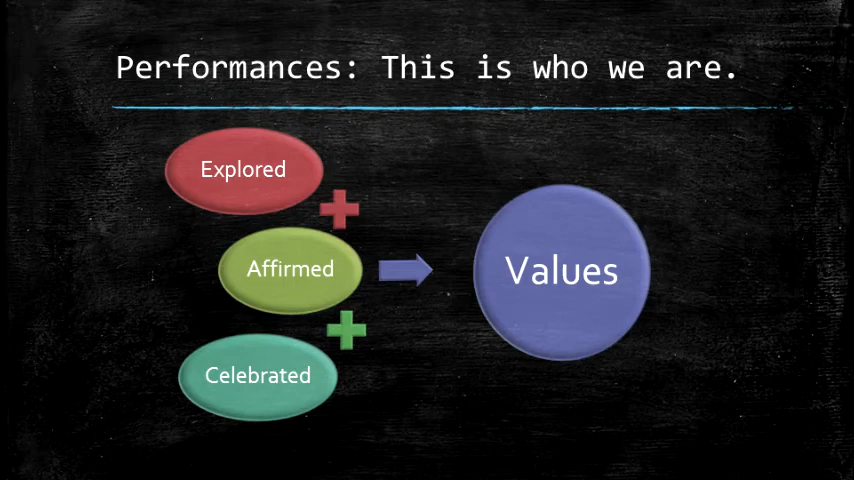 Performances: This is who we are.
Explored
Affirmed
Celebrated
Values